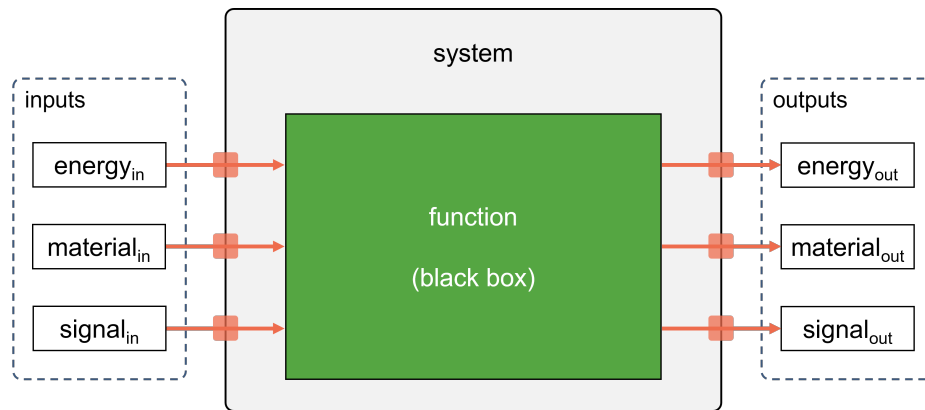 system
inputs
outputs
energyin
energyout
function
materialin
materialout
(black box)
signalin
signalout